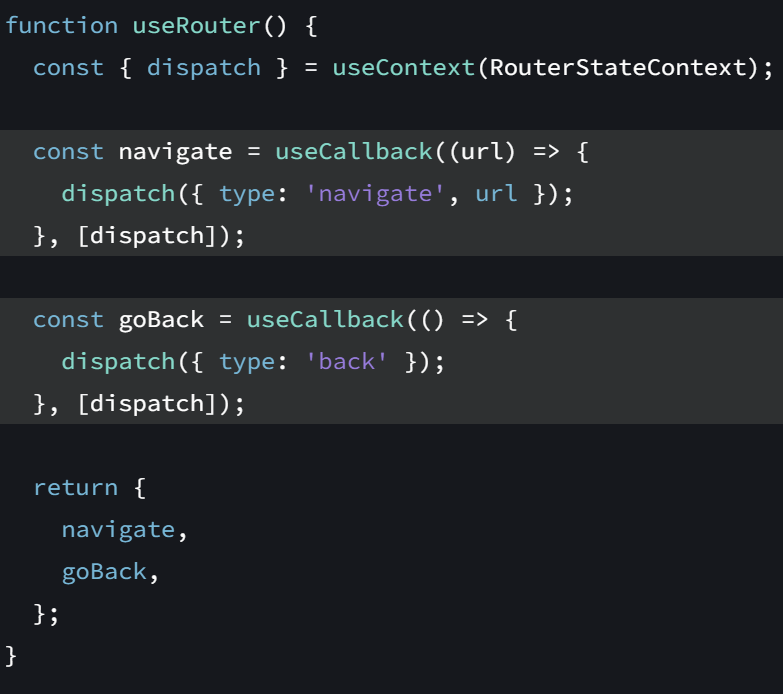 function useRouter() {
  const { dispatch } = useContext(RouterStateContext);

  const navigate = useCallback((url) => {
    dispatch({ type: 'navigate', url });
  }, [dispatch]);

  const goBack = useCallback(() => {
    dispatch({ type: 'back' });
  }, [dispatch]);

  return {
    navigate,
    goBack,
  };
}